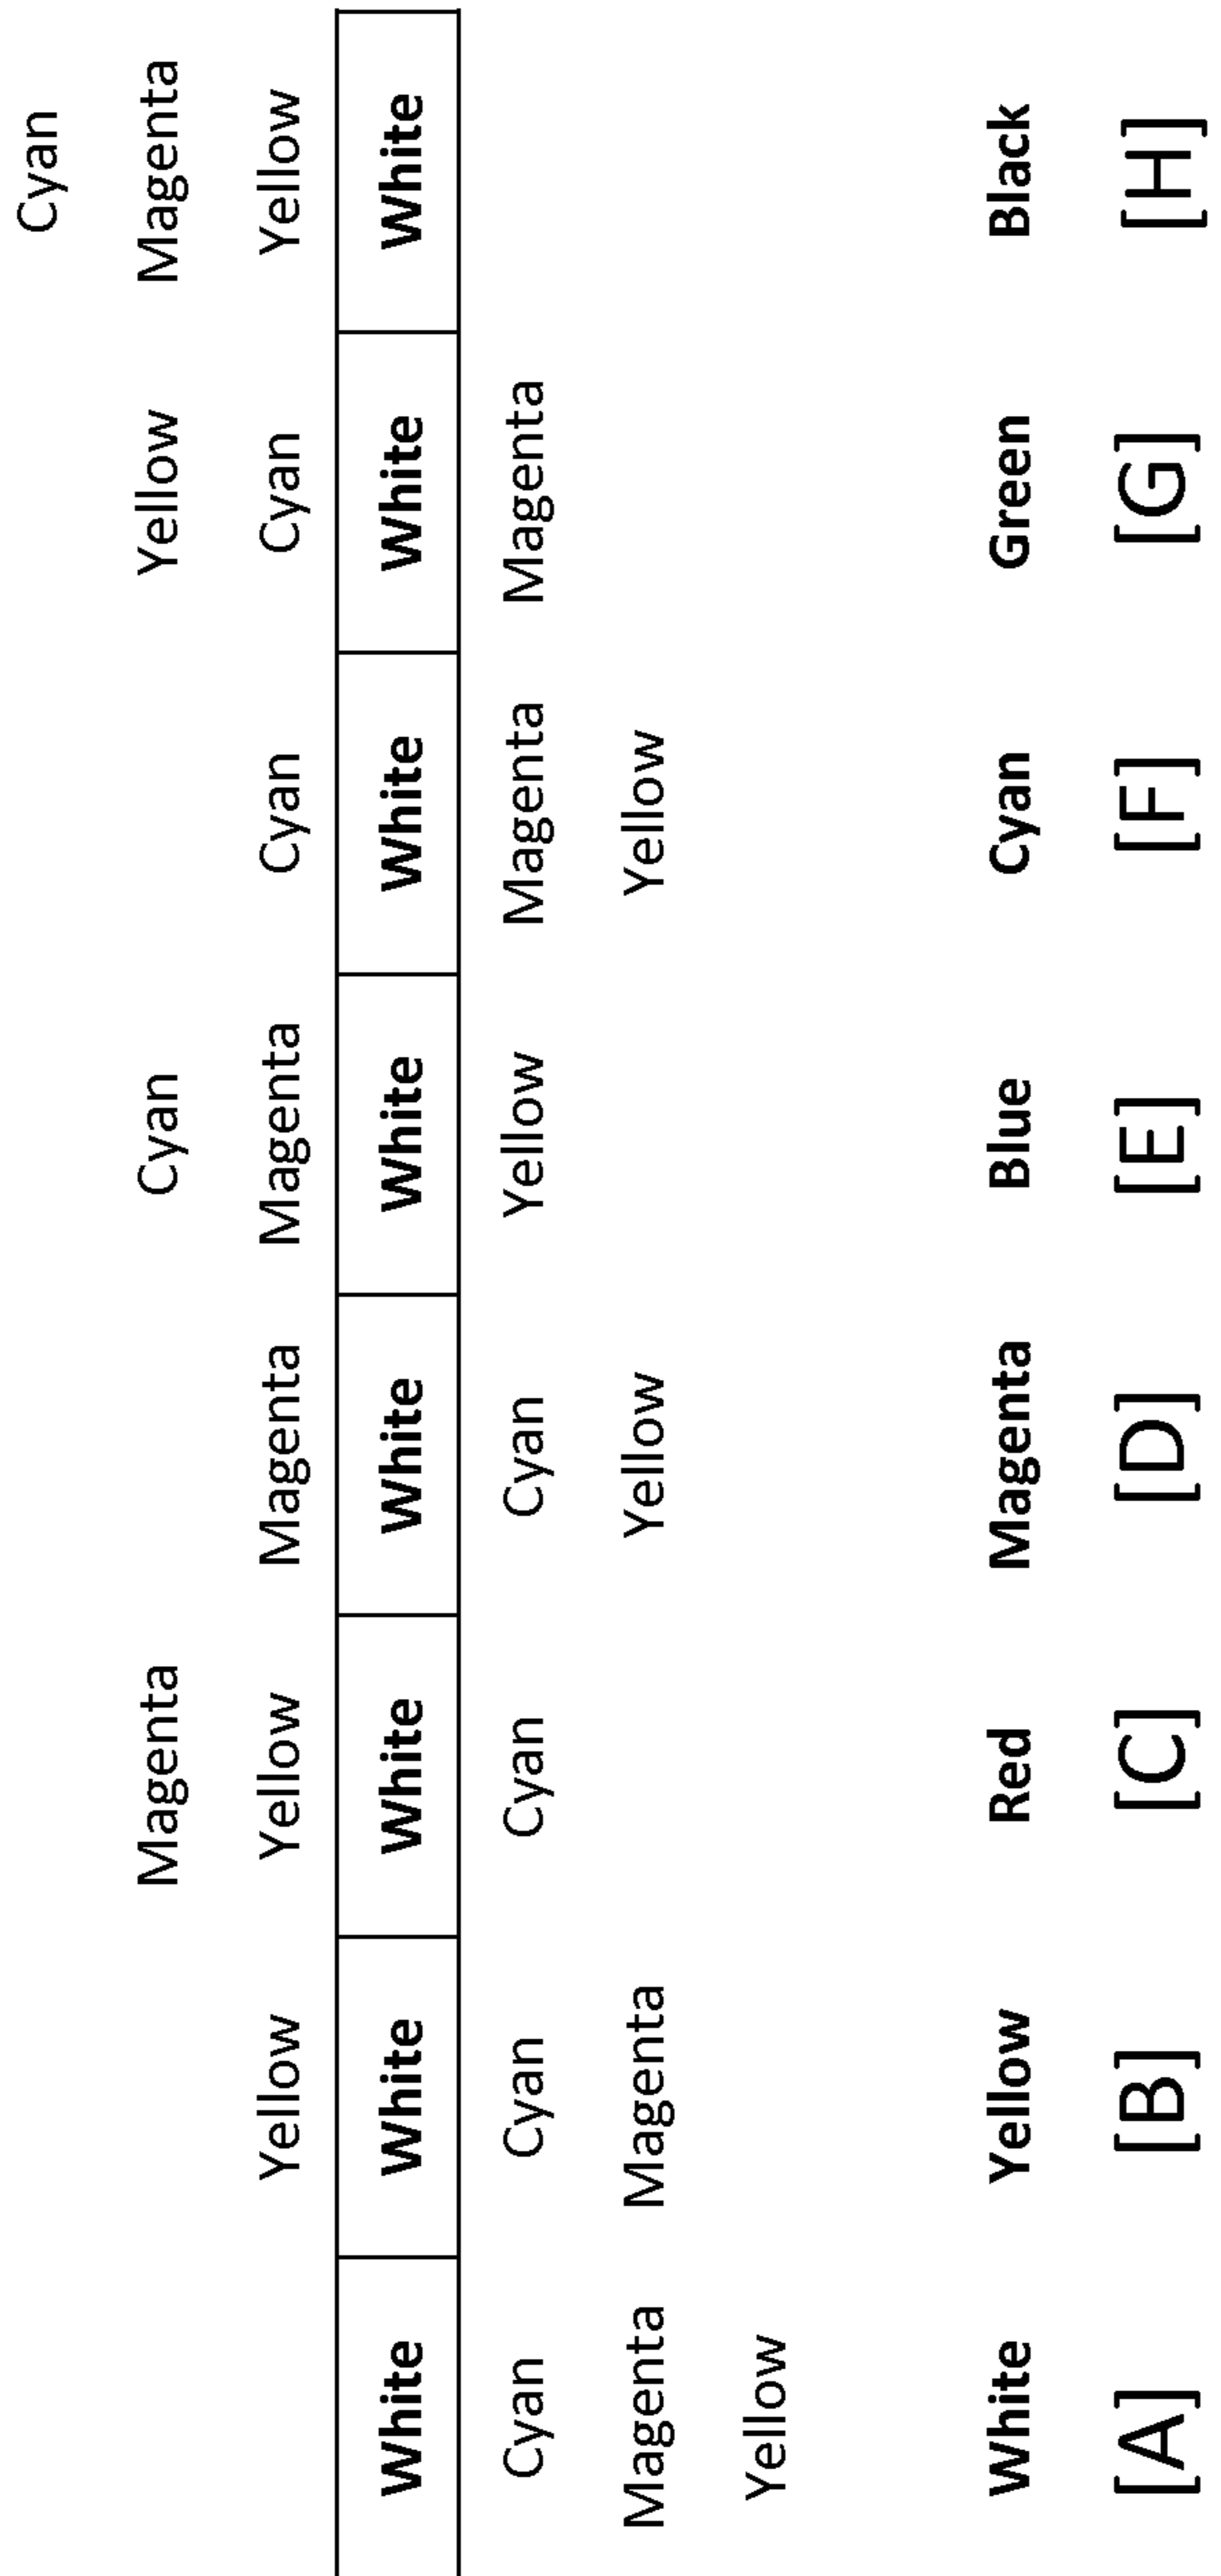 Cyan
Magenta Cyan Yellow Magenta
Yellow Yellow Magenta Magenta Cyan Cyan Yellow
White White White White White White White White
Cyan Cyan Cyan Cyan Yellow Magenta Magenta
Magenta Magenta Yellow Yellow
Yellow
White Yellow Red Magenta Blue Cyan Green Black
[A] [B] [C] [D] [E] [F] [G] [H]